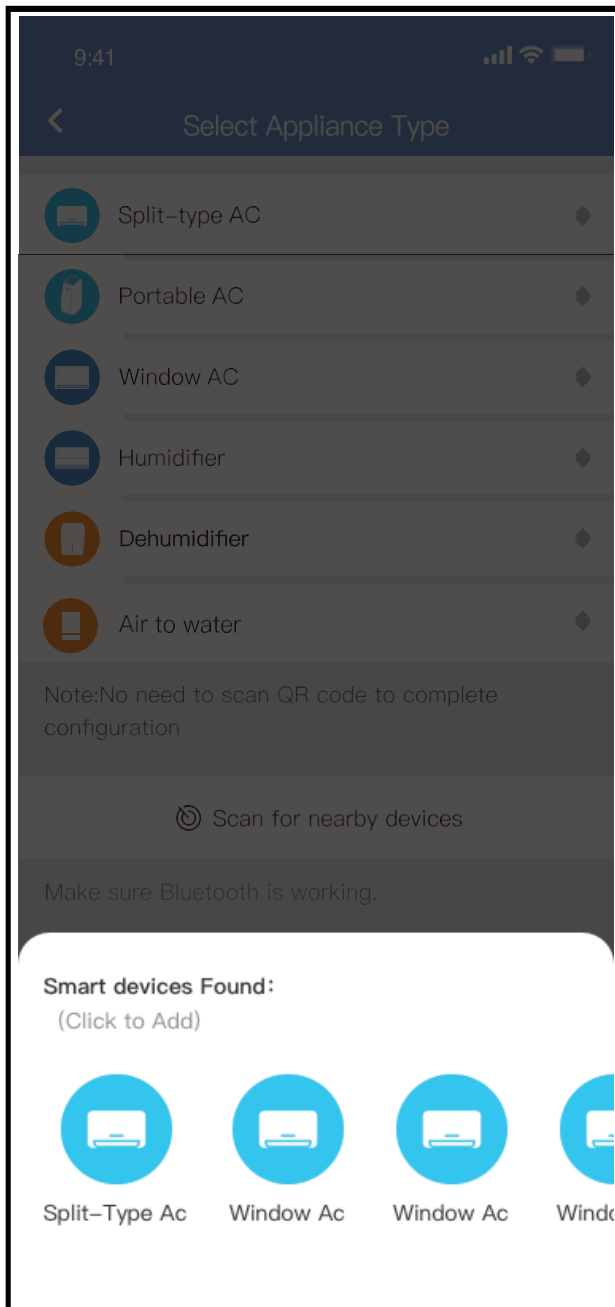 9:41
Select Appliance Type
Split-type AC
Portable AC
Window AC
Humidifier
Dehumidifier
Air to water
Note:No need to scan QR code to complete
configuration
Scan for nearby devices
Make sure Bluetooth is working.
Smart devices Found:
(Click to Add)
Split-Type Ac
Window Ac
Window Ac